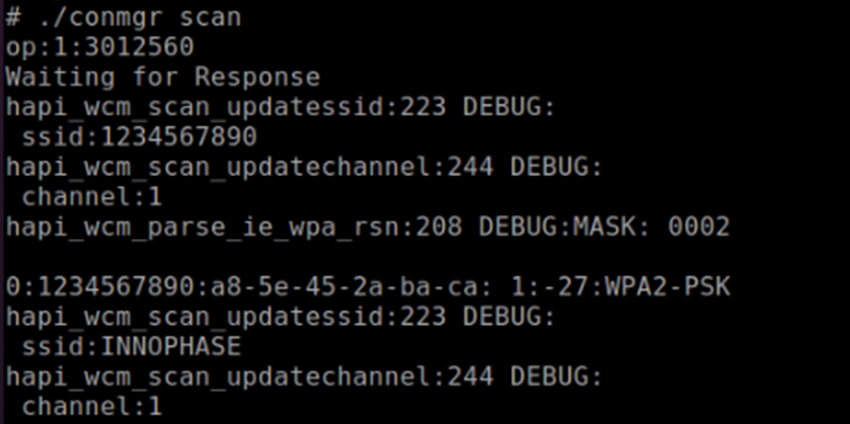 # ./conmgr scan
op:1:3012560
Waiting for Response
hapi_wcm_scan_updatessid:223 DEBUG:
 ssid:1234567890
hapi_wcm_scan_updatechannel:244 DEBUG:
 channel:1
hapi_wcm_parse_ie_wpa_rsn:208 DEBUG:MASK: 0002

0:1234567890:a8-5e-45-2a-ba-ca: 1:-27:WPA2-PSK
hapi_wcm_scan_updatessid:223 DEBUG:
 ssid:INNOPHASE
hapi_wcm_scan_updatechannel:244 DEBUG:
 channel:1